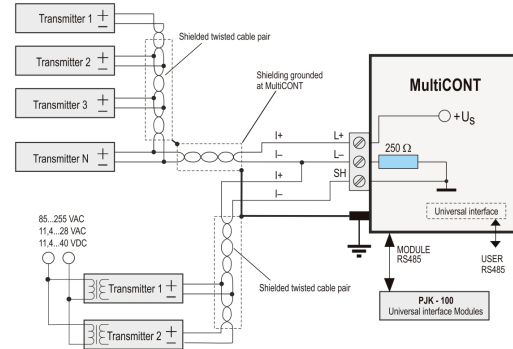 Transmitter 1 + –
Shielded twisted cable pair
Transmitter 2 + –
Shielding grounded
at MultiCONT
Transmitter 3 + –
MultiCONT
+US
I+
L+
250 Ω
Transmitter N + –
I–
L–
I+
SH
I–
Universal interface
85...255 VAC
11,4...28 VAC
11,4...40 VDC
MODULE
RS485
USER
RS485
Transmitter 1 + –
Shielded twisted cable pair
PJK - 100
Universal interface Modules
Transmitter 2 + –